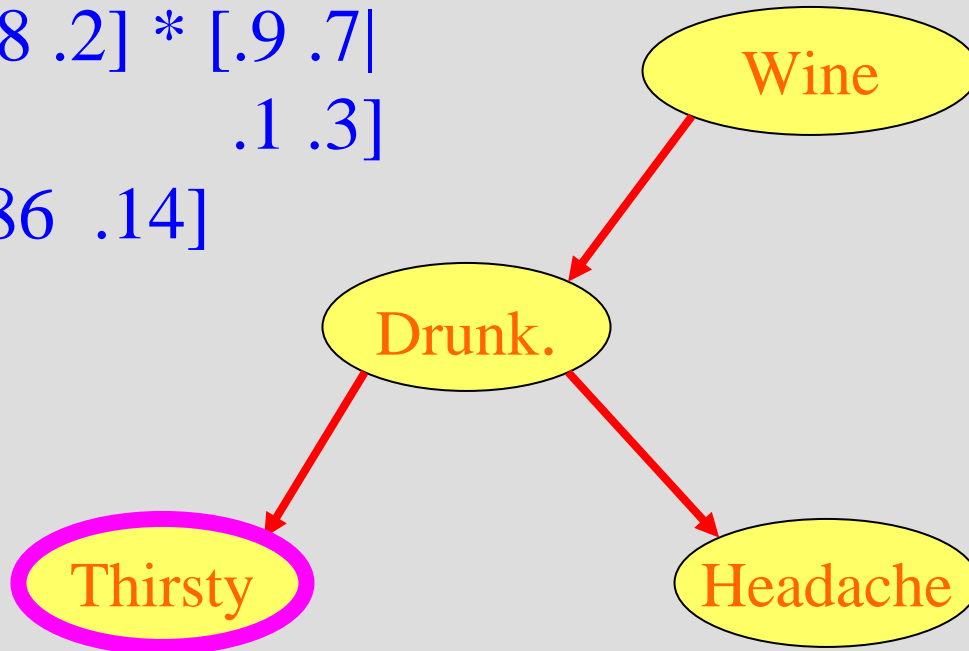 8 .2] * [.9 .7|
.1 .3]
86 .14]
Wine
Drunk.
Thirsty
Headache